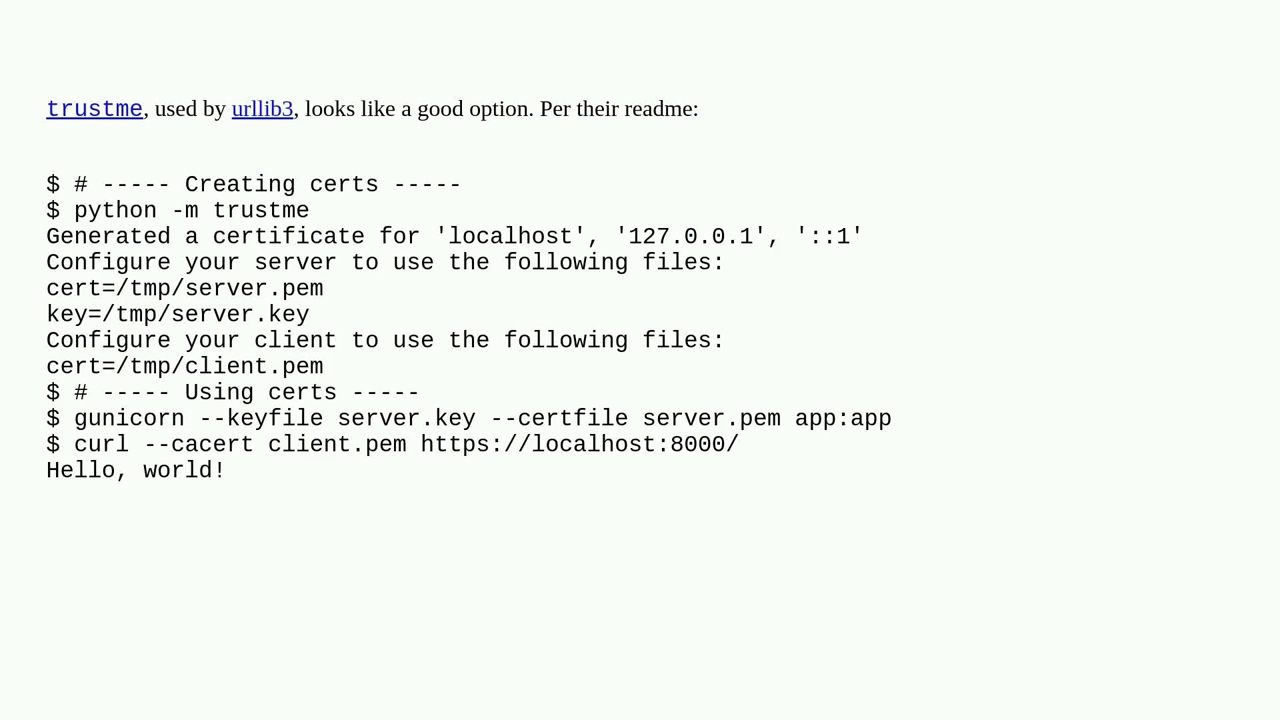 trustme, used by urllib3, looks like a good option. Per their readme:
$ # ----- Creating certs -----
$ python -m trustme
Generated a certificate for 'localhost', '127.0.0.1', '::1'
Configure your server to use the following files:
cert=/tmp/server.pem
key=/tmp/server.key
Configure your client to use the following files:
cert=/tmp/client.pem
$ # ----- Using certs -----
$ gunicorn --keyfile server.key --certfile server.pem app:app
$ curl --cacert client.pem https://localhost:8000/
Hello, world!